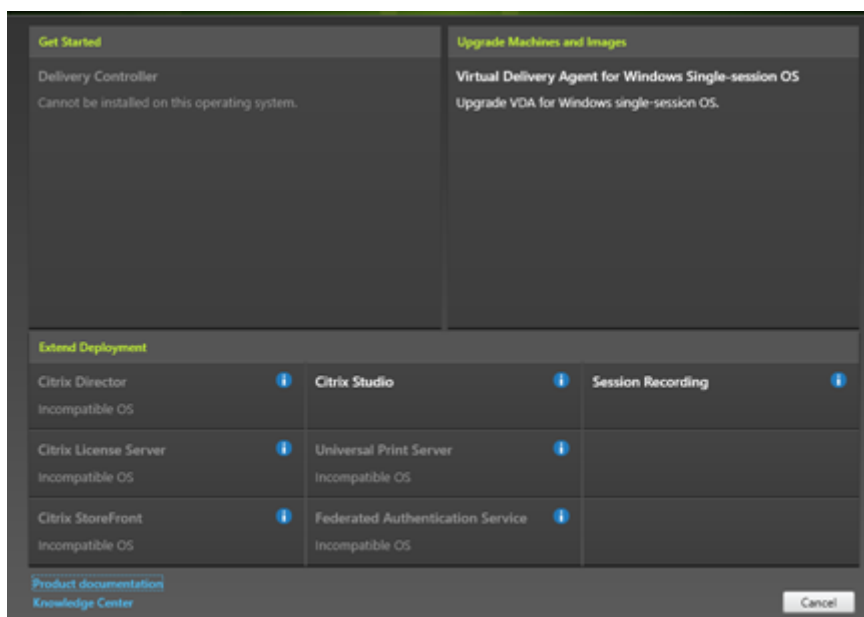 Get Started
Upgrade Machines and Images
Delivery Controller
Cannot be installed on this operating system.
Virtual Delivery Agent for Windows Single-session OS
Upgrade VDA for Windows single-session OS.
Extend Deployment
Citrix Director
Incompatible OS
Citrix Studio
Session Recording
Citrix License Server
Incompatible OS
Universal Print Server
Incompatible OS
Citrix StoreFront
Incompatible OS
Federated Authentication Service
Incompatible OS
Product documentation
Knowledge Center
Cancel